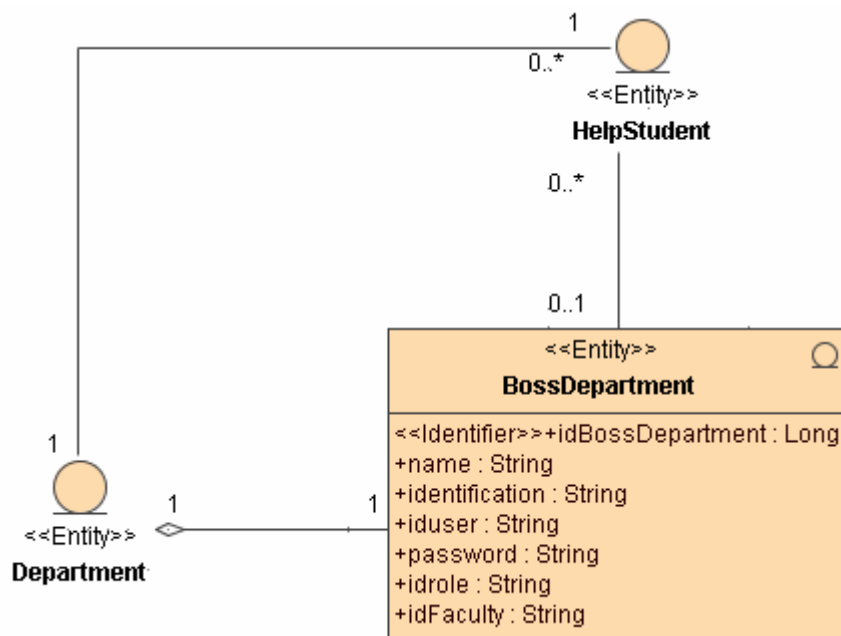 1
0..*
<<Entity>>
HelpStudent
0..*
0..1
<<Entity>>
BossDepartment
<<Identifier>>+idBossDepartment : Long
+name : String
+identification : String
+iduser : String
+password : String
+idrole : String
+idFaculty : String
1
1
1
<<Entity>>
Department